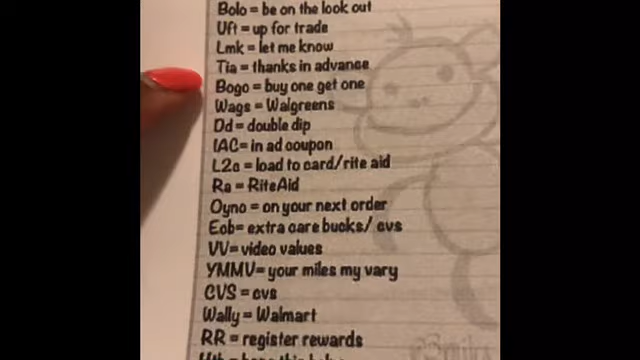 Bolo = be on the look out
Uft = up for trade
Lmk = let me know
Tia = thanks in advance
Bogo = buy one get one
Wags = Walgreens
Dd = double dip
IAC= in ad coupon
L2c = load to card/rite aid
Ra = RiteAid
Oyno = on your next order
Ecb= extra care bucks/ cvs
VV= video values
YMMV= your miles my vary
CVS = cvs
Wally = Walmart
RR = register rewards